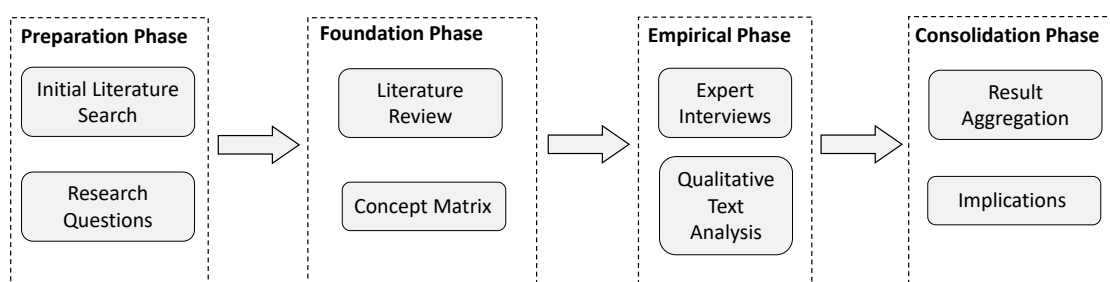 Preparation Phase
Initial Literature
Search
Research
Questions
Foundation Phase
Literature
Review
Concept Matrix
Empirical Phase
Expert
Interviews
Qualitative
Text
Analysis
Consolidation Phase
Result
Aggregation
Implications